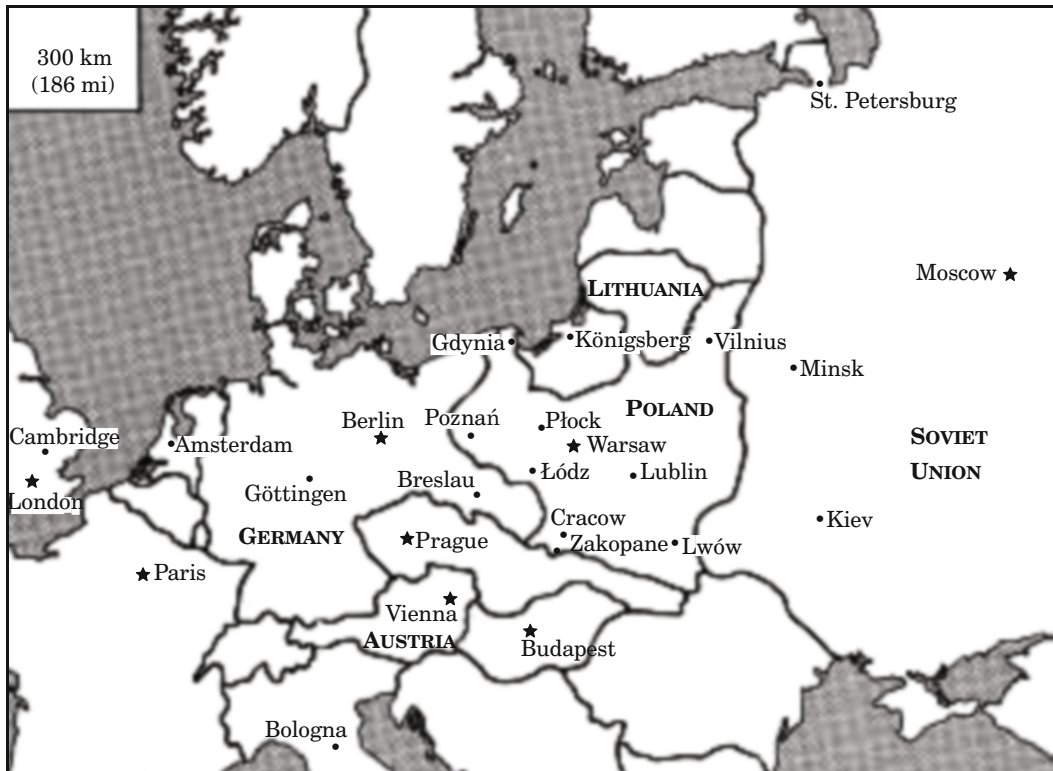 300 km
(186 mi)
St. Petersburg
Moscow
LITHUANIA
Gdynia
Königsberg
Vilnius
Minsk
POLAND
Berlin
Poznań
Płock
Cambridge
Amsterdam
Warsaw
SOVIET
UNION
London
Göttingen
Breslau
Łódź
Lublin
GERMANY
Prague
Cracow
Zakopane
Lwów
Kiev
Paris
Vienna
AUSTRIA
Budapest
Bologna